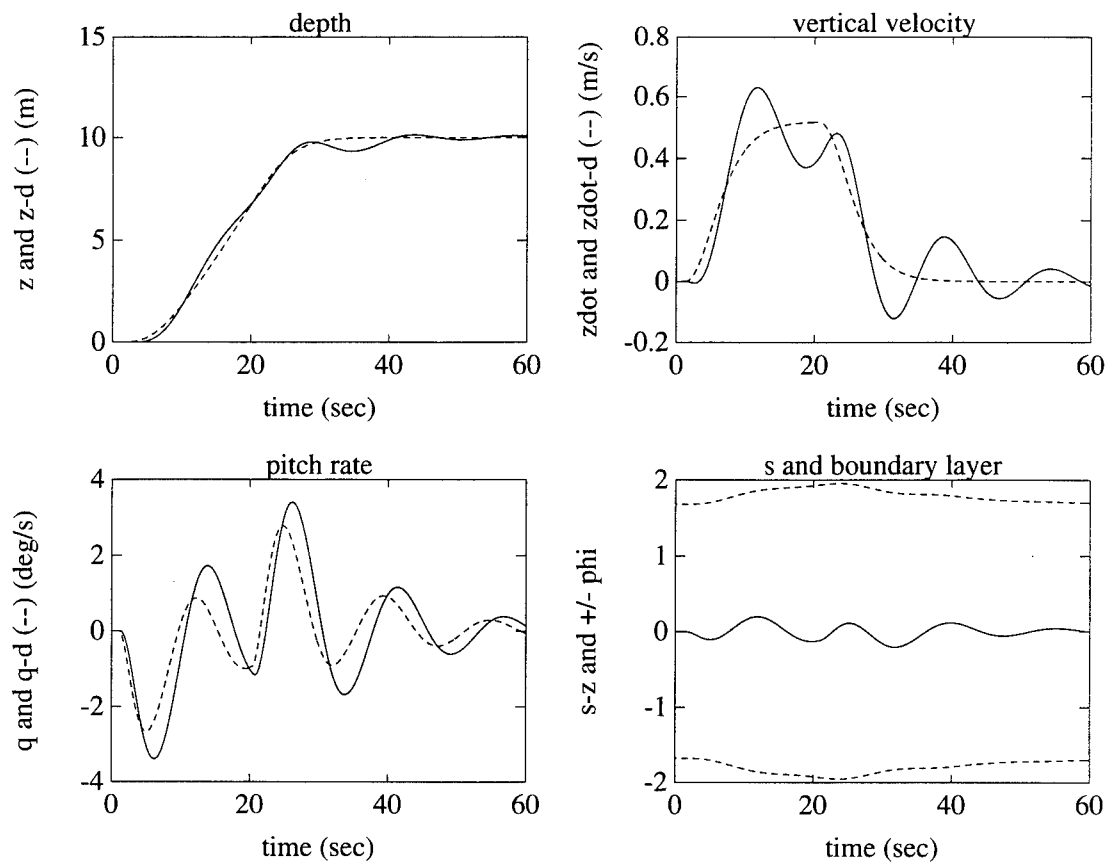 depth
15
10
5
0
z and z-d (--) (m)
0 20 40 60
time (sec)
vertical velocity
0.8
0.6
0.4
0.2
0
-0.2
zdot and zdot-d (--) (m/s)
0 20 40 60
time (sec)
pitch rate
4
2
0
-2
-4
q and q-d (--) (deg/s)
0 20 40 60
time (sec)
s and boundary layer
2
1
0
-1
-2
s-z and +/- phi
0 20 40 60
time (sec)